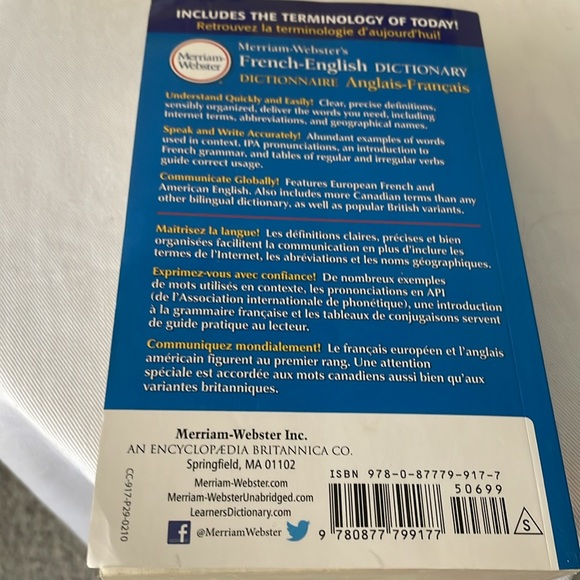 INCLUDES THE TERMINOLOGY OF TODAY!
Retrouvez la terminologie d'aujourd'hui!
Merriam-
Webster
Merriam-Webster's
French-English DICTIONARY
DICTIONNAIRE Anglais-Français
Understand Quickly and Easily! Clear, precise definitions,
sensibly organized, deliver the words you need, including
Internet terms, abbreviations, and geographical names.
Speak and Write Accurately! Abundant examples of words
used in context, IPA pronunciations, an introduction to
French grammar, and tables of regular and irregular verbs
guide correct usage.
Communicate Globally! Features European French and
American English. Also includes more Canadian terms than any
other bilingual dictionary, as well as popular British variants.
Maîtrisez la langue! Les définitions claires, précises et bien
organisées facilitent la communication en plus d'inclure les
termes de l'Internet, les abréviations et les noms géographiques.
Exprimez-vous avec confiance! De nombreux exemples
de mots utilisés en contexte, les prononciations en API
(de l'Association internationale de phonétique), une introduction
à la grammaire française et les tableaux de conjugaisons servent
de guide pratique au lecteur.
Communiquez mondialement! Le français européen et l'anglais
américain figurent au premier rang. Une attention
spéciale est accordée aux mots canadiens aussi bien qu'aux
variantes britanniques.
Merriam-Webster Inc.
AN ENCYCLOPÆDIA BRITANNICA CO.
Springfield, MA 01102
Merriam-Webster.com
Merriam-WebsterUnabridged.com
LearnersDictionary.com
f @MerriamWebster
CC-917-P29-0210
ISBN 978-0-87779-917-7
50699
9 780877 799177
S